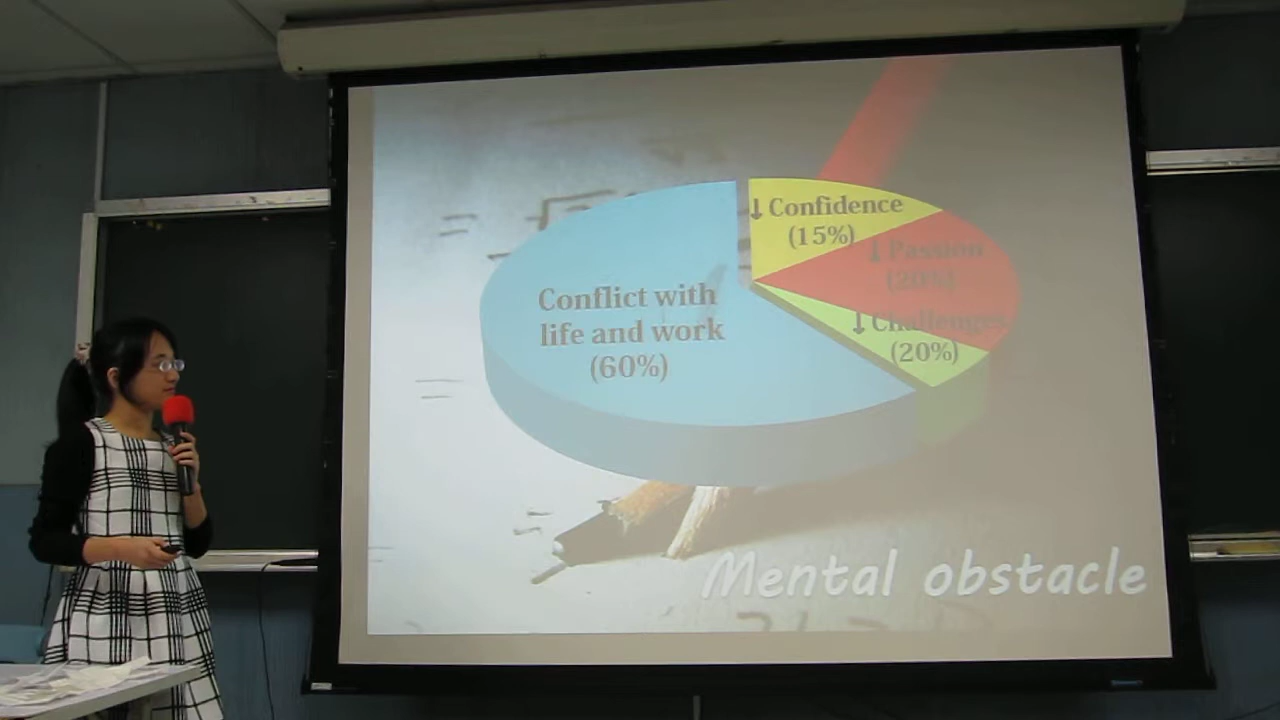 ↓ Confidence
(15%)
↓ Passion
(20%)
Conflict with
life and work
(60%)
↓ Challenges
(20%)
Mental obstacle